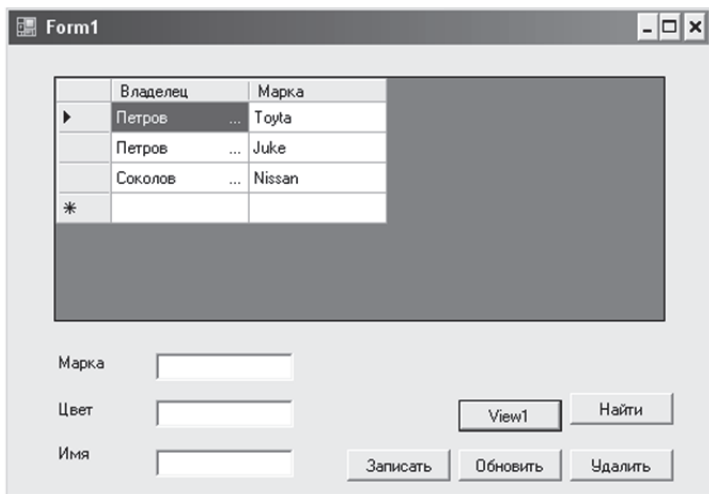 Form1
Владелец Марка
Петров ... Toyta
Петров ... Juke
Соколов ... Nissan
Марка
Цвет
View1 Найти
Имя
Записать Обновить Удалить